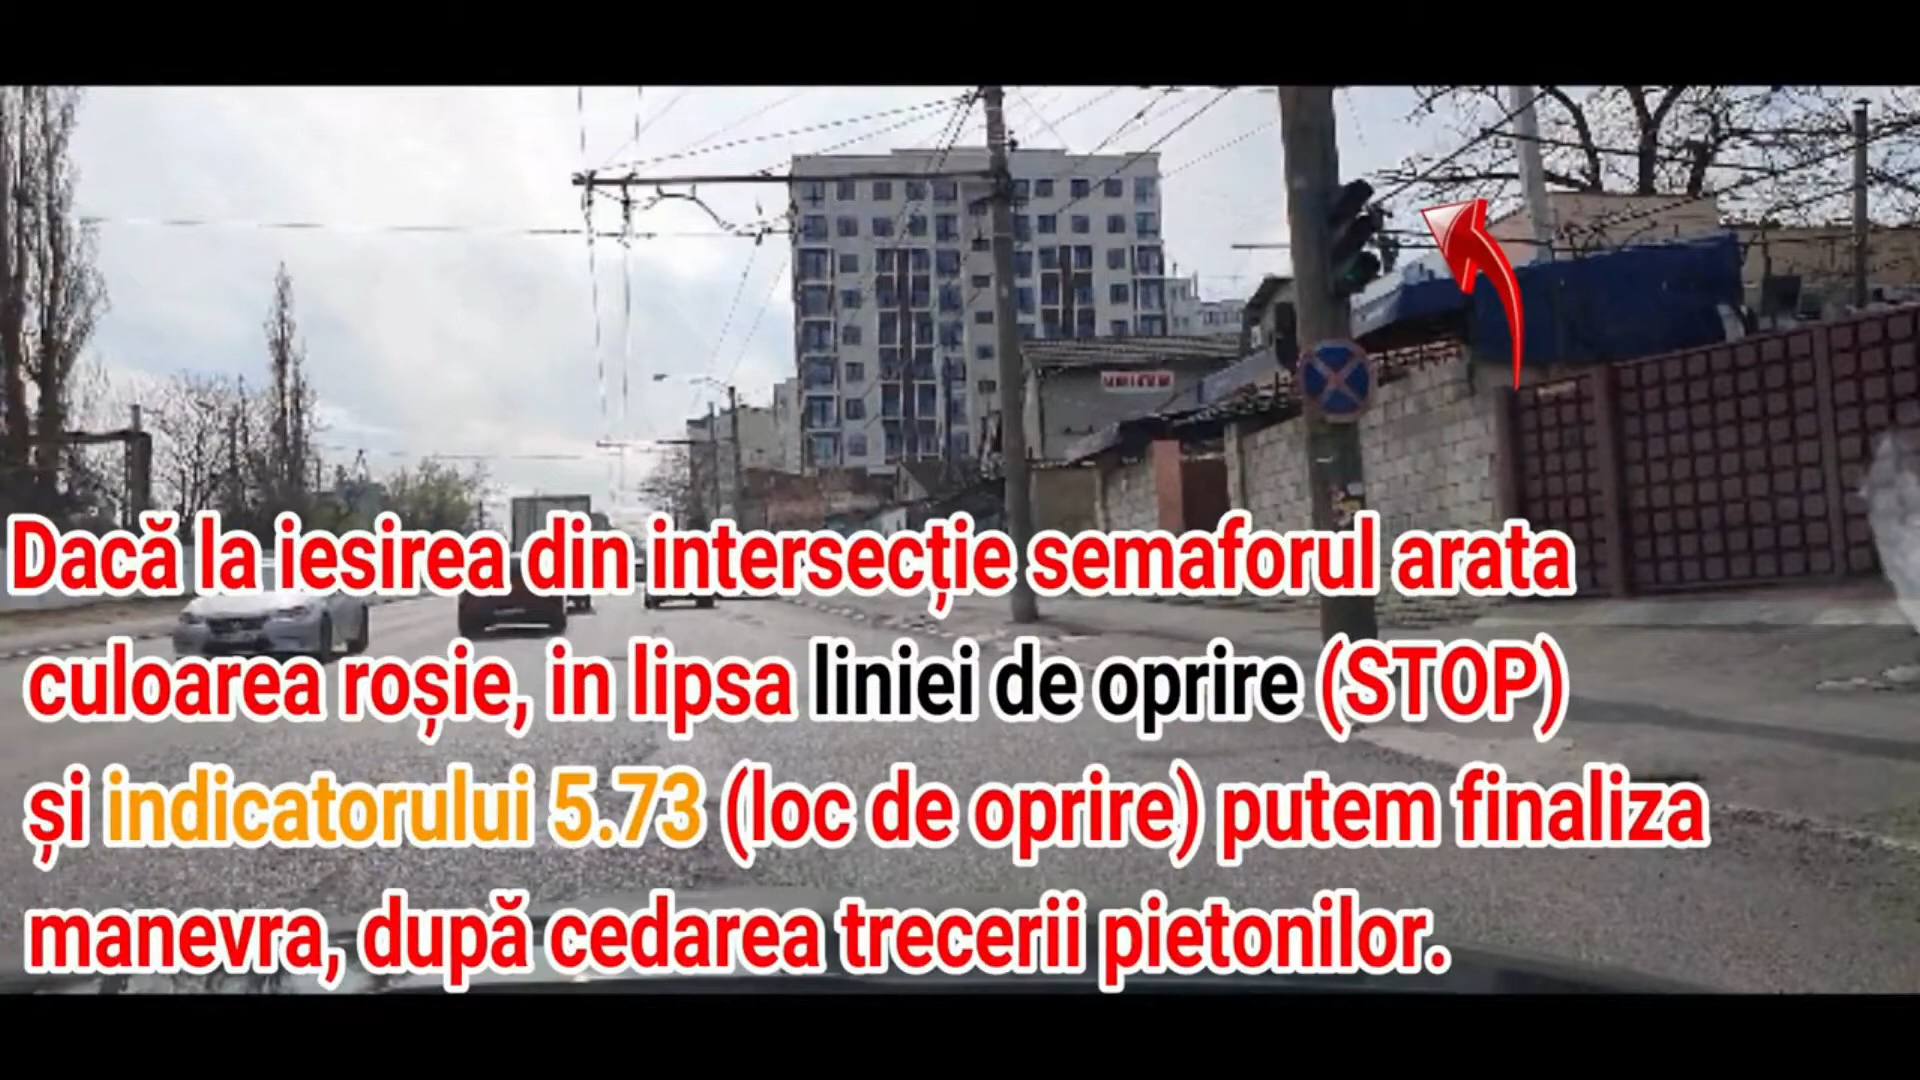 Dacă la iesirea din intersecție semaforul arata
culoarea roșie, in lipsa liniei de oprire (STOP)
și indicatorului 5.73 (loc de oprire) putem finaliza
manevra, după cedarea trecerii pietonilor.